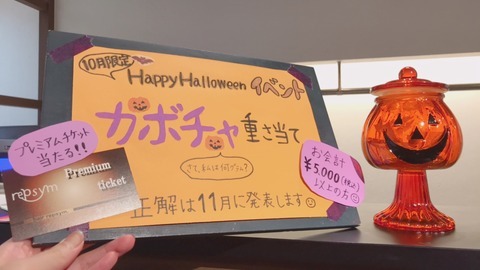 10月限定
Happy Halloween イベント
カボチャ重さ当て
さて、まんは何グラム?
プレミアムチケット
当たる!!
Premium
repsym
ticket
お会計
¥5,000(税込)
以上の方
正解は11月に発表します